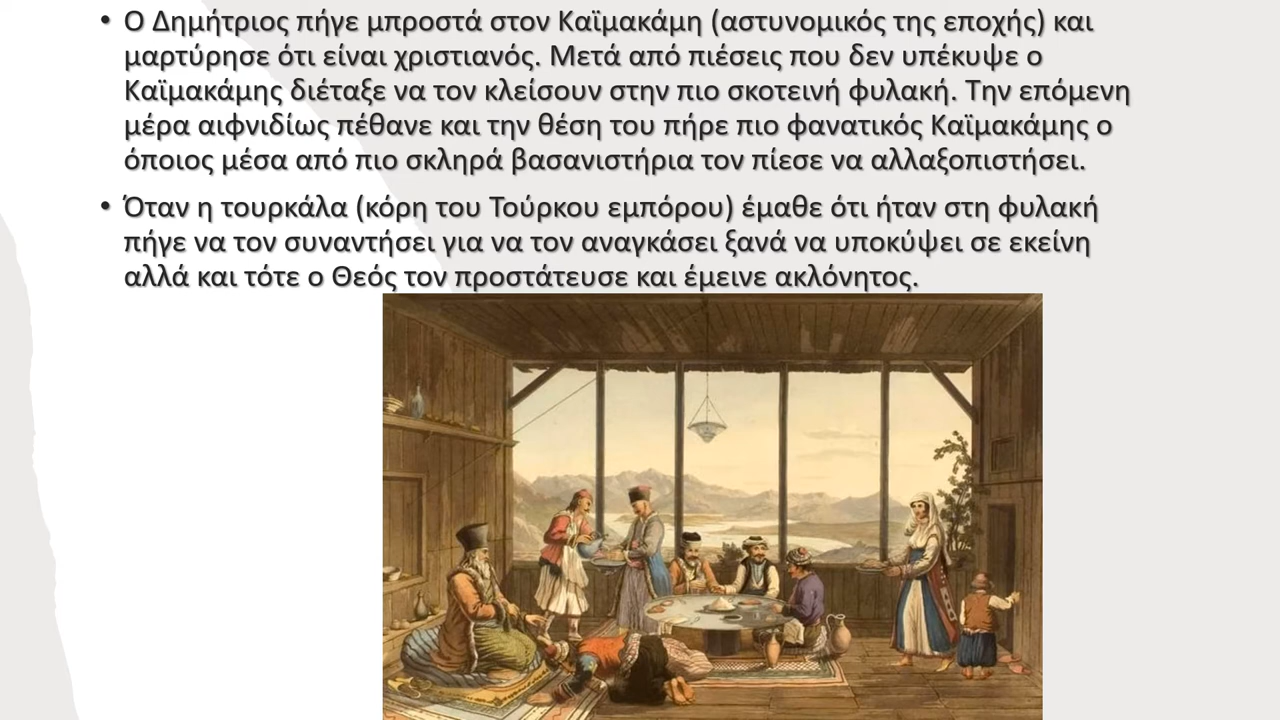 • Ο Δημήτριος πήγε μπροστά στον Καϊμακάμη (αστυνομικός της εποχής) και
μαρτύρησε ότι είναι χριστιανός. Μετά από πιέσεις που δεν υπέκυψε ο
Καϊμακάμης διέταξε να τον κλείσουν στην πιο σκοτεινή φυλακή. Την επόμενη
μέρα αιφνιδίως πέθανε και την θέση του πήρε πιο φανατικός Καϊμακάμης ο
όποιος μέσα από πιο σκληρά βασανιστήρια τον πίεσε να αλλαξοπιστήσει.
• Όταν η τουρκάλα (κόρη του Τούρκου εμπόρου) έμαθε ότι ήταν στη φυλακή
πήγε να τον συναντήσει για να τον αναγκάσει ξανά να υποκύψει σε εκείνη
αλλά και τότε ο Θεός τον προστάτευσε και έμεινε ακλόνητος.